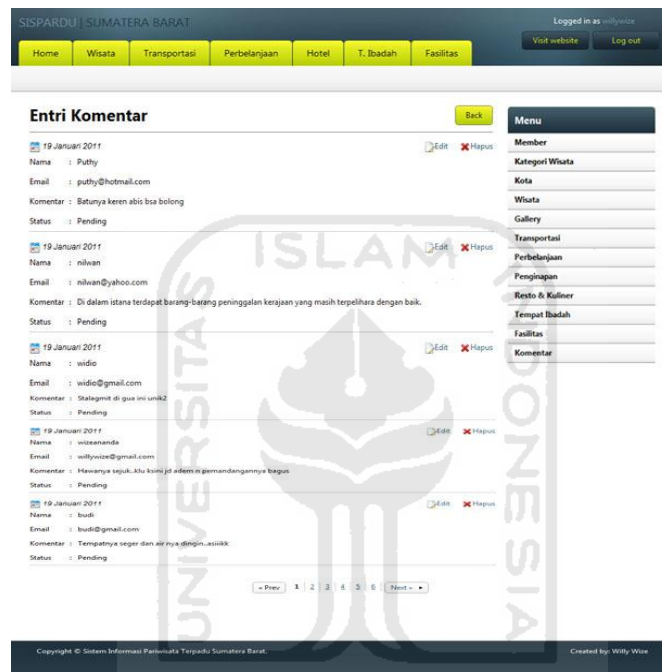 SISPARDU | SUMATERA BARAT
Logged in as willywize
Visit website Log out
Home Wisata Transportasi Perbelanjaan Hotel T. Ibadah Fasilitas
Entri Komentar
Back
19 Januari 2011 Edit Hapus
Nama : Puthy
Email : puthy@hotmail.com
Komentar : Batunya keren abis bsa bolong
Status : Pending
19 Januari 2011 Edit Hapus
Nama : nilwan
Email : nilwan@yahoo.com
Komentar : Di dalam istana terdapat barang-barang peninggalan kerajaan yang masih terpelihara dengan baik.
Status : Pending
19 Januari 2011 Edit Hapus
Nama : widio
Email : widio@gmail.com
Komentar : Stalagmit di gua ini unik2
Status : Pending
19 Januari 2011 Edit Hapus
Nama : wizeananda
Email : willywize@gmail.com
Komentar : Hawanya sejuk..klu ksini jd adem n pemandangannya bagus
Status : Pending
19 Januari 2011 Edit Hapus
Nama : budi
Email : budi@gmail.com
Komentar : Tempatnya seger dan air nya dingin..asiiikk
Status : Pending
« Prev 1 2 3 4 5 6 Next »
Menu
Member
Kategori Wisata
Kota
Wisata
Gallery
Transportasi
Perbelanjaan
Penginapan
Resto & Kuliner
Tempat Ibadah
Fasilitas
Komentar
Copyright © Sistem Informasi Pariwisata Terpadu Sumatera Barat.
Created by: Willy Wize
UNIVERSITAS
ISLAM
INDONESIA